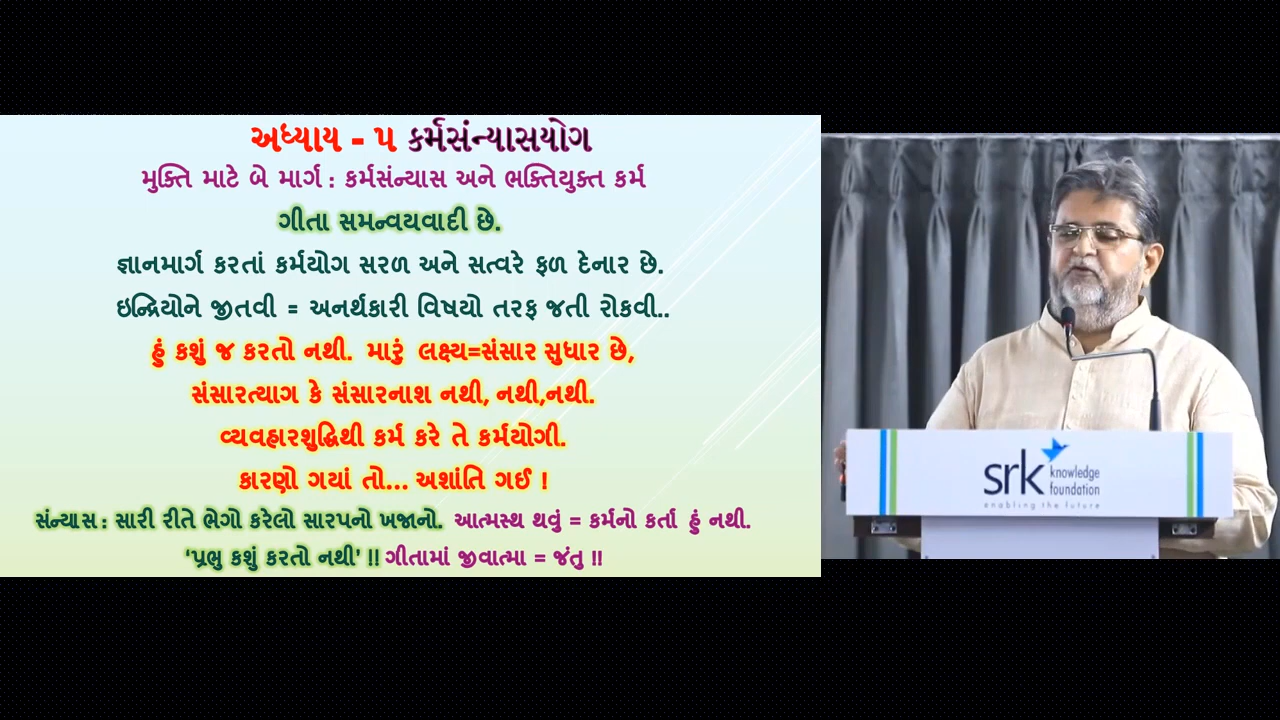 અધ્યાય - ૫ કર્મસંન્યાસયોગ
મુક્તિ માટે બે માર્ગ : કર્મસંન્યાસ અને ભક્તિયુક્ત કર્મ
ગીતા સમન્વયવાદી છે.
જ્ઞાનમાર્ગ કરતાં કર્મયોગ સરળ અને સત્વરે ફળ દેનાર છે.
ઇન્દ્રિયોને જીતવી = અનર્થકારી વિષયો તરફ જતી રોકવી..
હું કશું જ કરતો નથી. મારું લક્ષ્ય=સંસાર સુધાર છે,
સંસારત્યાગ કે સંસારનાશ નથી, નથી,નથી.
વ્યવહારશુદ્ધિથી કર્મ કરે તે કર્મયોગી.
કારણો ગયાં તો... અશાંતિ ગઈ !
સંન્યાસ : સારી રીતે ભેગો કરેલો સારપનો ખજાનો. આત્મસ્થ થવું = કર્મનો કર્તા હું નથી.
‘પ્રભુ કશું કરતો નથી’ !! ગીતામાં જીવાત્મા = જંતુ !!
srk knowledge
foundation
enabling the future